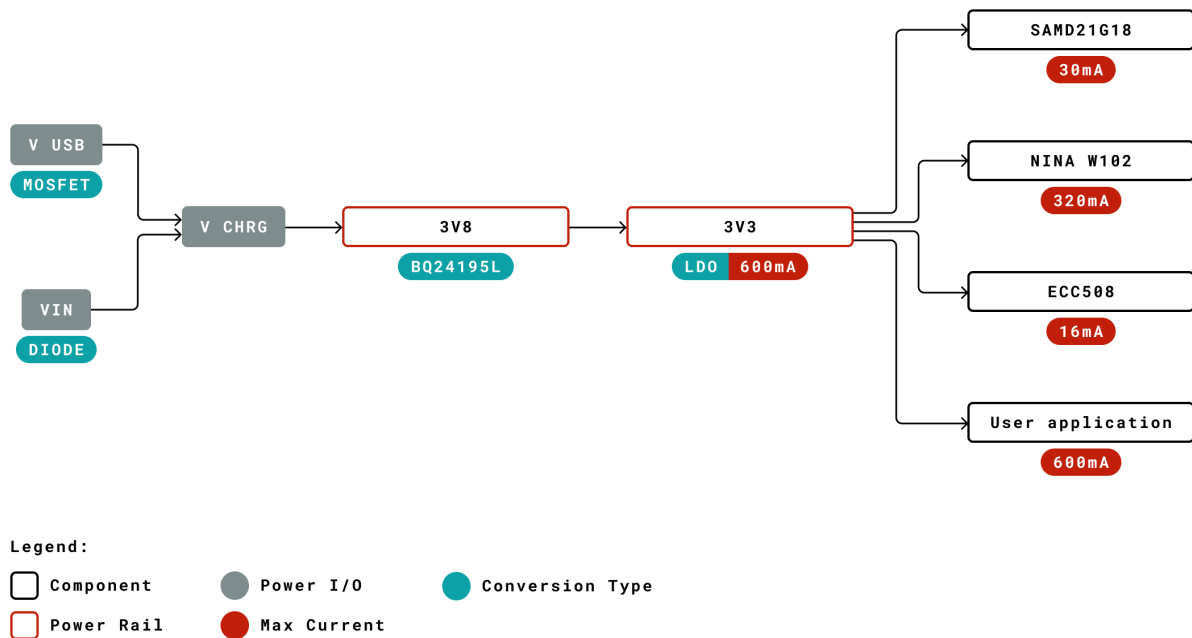 SAMD21G18
30mA
V USB
MOSFET
NINA W102
320mA
V CHRG
3V8
3V3
BQ24195L
LDO 600mA
VIN
DIODE
ECC508
16mA
User application
600mA
Legend:
Component
Power I/O
Conversion Type
Power Rail
Max Current